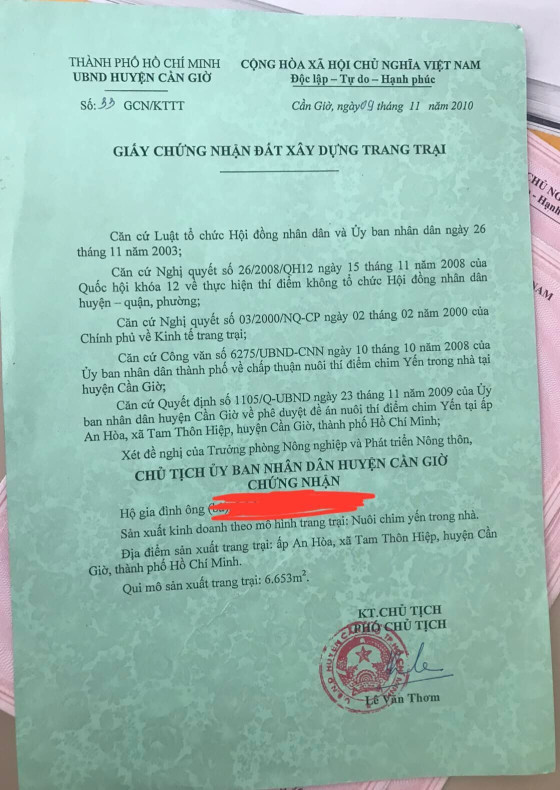 THÀNH PHỐ HỒ CHÍ MINH
UBND HUYỆN CẦN GIỜ
Số: 33 GCN/KTTT
CỘNG HÒA XÃ HỘI CHỦ NGHĨA VIỆT NAM
Độc lập – Tự do – Hạnh phúc
Cần Giờ, ngày 09 tháng 11 năm 2010
GIẤY CHỨNG NHẬN ĐẤT XÂY DỰNG TRANG TRẠI
Căn cứ Luật tổ chức Hội đồng nhân dân và Ủy ban nhân dân ngày 26
tháng 11 năm 2003;
Căn cứ Nghị quyết số 26/2008/QH12 ngày 15 tháng 11 năm 2008 của
Quốc hội khóa 12 về thực hiện thí điểm không tổ chức Hội đồng nhân dân
huyện – quận, phường;
Căn cứ Nghị quyết số 03/2000/NQ-CP ngày 02 tháng 02 năm 2000 của
Chính phủ về Kinh tế trang trại;
Căn cứ Công văn số 6275/UBND-CNN ngày 10 tháng 10 năm 2008 của
Ủy ban nhân dân thành phố về chấp thuận nuôi thí điểm chim Yến trong nhà tại
huyện Cần Giờ;
Căn cứ Quyết định số 1105/Q-UBND ngày 23 tháng 11 năm 2009 của Ủy
ban nhân dân huyện Cần Giờ về phê duyệt đề án nuôi thí điểm chim Yến tại ấp
An Hòa, xã Tam Thôn Hiệp, huyện Cần Giờ, thành phố Hồ Chí Minh;
Xét đề nghị của Trưởng phòng Nông nghiệp và Phát triển Nông thôn,
CHỦ TỊCH ỦY BAN NHÂN DÂN HUYỆN CẦN GIỜ
CHỨNG NHẬN
Hộ gia đình ông
Sản xuất kinh doanh theo mô hình trang trại: Nuôi chim yến trong nhà.
Địa điểm sản xuất trang trại: ấp An Hòa, xã Tam Thôn Hiệp, huyện Cần
Giờ, thành phố Hồ Chí Minh.
Qui mô sản xuất trang trại: 6.653m².
KT.CHỦ TỊCH
PHÓ CHỦ TỊCH
Lê Văn Thơm